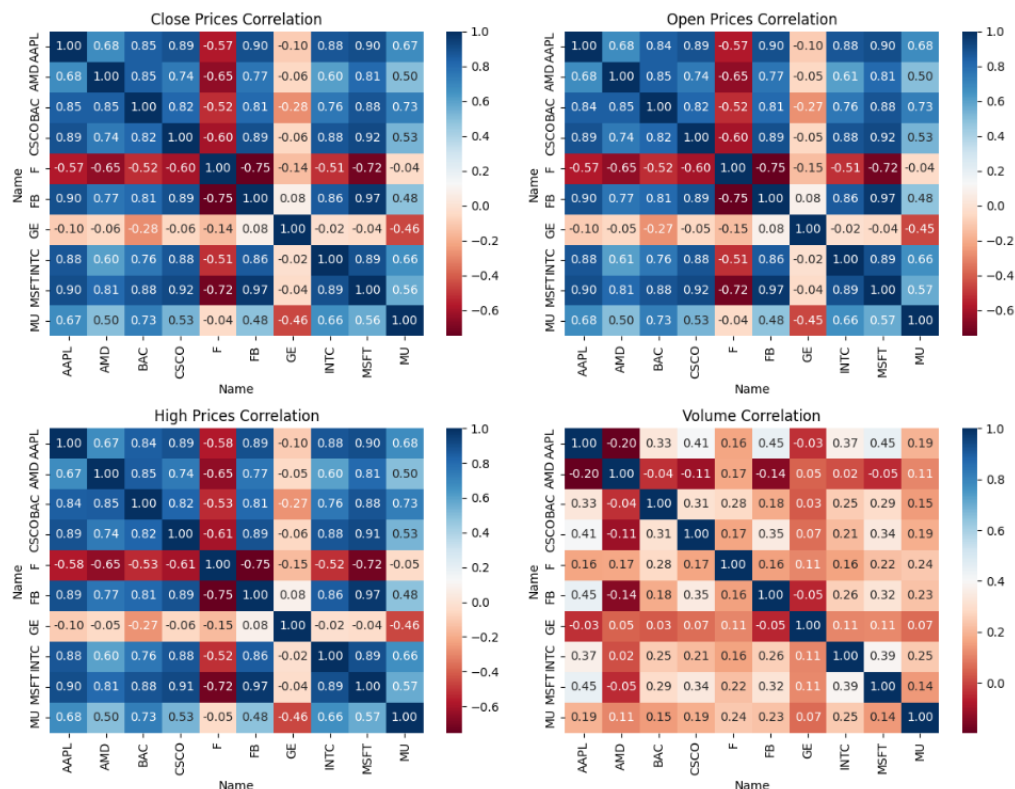 Close Prices Correlation
AAPL 1.00 0.68 0.85 0.89 -0.57 0.90 -0.10 0.88 0.90 0.67
AMD 0.68 1.00 0.85 0.74 -0.65 0.77 -0.06 0.60 0.81 0.50
BAC 0.85 0.85 1.00 0.82 -0.52 0.81 -0.28 0.76 0.88 0.73
CSCO 0.89 0.74 0.82 1.00 -0.60 0.89 -0.06 0.88 0.92 0.53
F -0.57 -0.65 -0.52 -0.60 1.00 -0.75 -0.14 -0.51 -0.72 -0.04
FB 0.90 0.77 0.81 0.89 -0.75 1.00 0.08 0.86 0.97 0.48
GE -0.10 -0.06 -0.28 -0.06 -0.14 0.08 1.00 -0.02 -0.04 -0.46
INTC 0.88 0.60 0.76 0.88 -0.51 0.86 -0.02 1.00 0.89 0.66
MSFT 0.90 0.81 0.88 0.92 -0.72 0.97 -0.04 0.89 1.00 0.56
MU 0.67 0.50 0.73 0.53 -0.04 0.48 -0.46 0.66 0.56 1.00
Name
AAPL AMD BAC CSCO F FB GE INTC MSFT MU
Name
1.0
0.8
0.6
0.4
0.2
0.0
−0.2
−0.4
−0.6
Open Prices Correlation
AAPL 1.00 0.68 0.84 0.89 -0.57 0.90 -0.10 0.88 0.90 0.68
AMD 0.68 1.00 0.85 0.74 -0.65 0.77 -0.05 0.61 0.81 0.50
BAC 0.84 0.85 1.00 0.82 -0.52 0.81 -0.27 0.76 0.88 0.73
CSCO 0.89 0.74 0.82 1.00 -0.60 0.89 -0.05 0.88 0.92 0.53
F -0.57 -0.65 -0.52 -0.60 1.00 -0.75 -0.15 -0.51 -0.72 -0.04
FB 0.90 0.77 0.81 0.89 -0.75 1.00 0.08 0.86 0.97 0.48
GE -0.10 -0.05 -0.27 -0.05 -0.15 0.08 1.00 -0.02 -0.04 -0.45
INTC 0.88 0.61 0.76 0.88 -0.51 0.86 -0.02 1.00 0.89 0.66
MSFT 0.90 0.81 0.88 0.92 -0.72 0.97 -0.04 0.89 1.00 0.57
MU 0.68 0.50 0.73 0.53 -0.04 0.48 -0.45 0.66 0.57 1.00
Name
AAPL AMD BAC CSCO F FB GE INTC MSFT MU
Name
1.0
0.8
0.6
0.4
0.2
0.0
−0.2
−0.4
−0.6
High Prices Correlation
AAPL 1.00 0.67 0.84 0.89 -0.58 0.89 -0.10 0.88 0.90 0.68
AMD 0.67 1.00 0.85 0.74 -0.65 0.77 -0.05 0.60 0.81 0.50
BAC 0.84 0.85 1.00 0.82 -0.53 0.81 -0.27 0.76 0.88 0.73
CSCO 0.89 0.74 0.82 1.00 -0.61 0.89 -0.06 0.88 0.91 0.53
F -0.58 -0.65 -0.53 -0.61 1.00 -0.75 -0.15 -0.52 -0.72 -0.05
FB 0.89 0.77 0.81 0.89 -0.75 1.00 0.08 0.86 0.97 0.48
GE -0.10 -0.05 -0.27 -0.06 -0.15 0.08 1.00 -0.02 -0.04 -0.46
INTC 0.88 0.60 0.76 0.88 -0.52 0.86 -0.02 1.00 0.89 0.66
MSFT 0.90 0.81 0.88 0.91 -0.72 0.97 -0.04 0.89 1.00 0.57
MU 0.68 0.50 0.73 0.53 -0.05 0.48 -0.46 0.66 0.57 1.00
Name
AAPL AMD BAC CSCO F FB GE INTC MSFT MU
Name
1.0
0.8
0.6
0.4
0.2
0.0
−0.2
−0.4
−0.6
Volume Correlation
AAPL 1.00 -0.20 0.33 0.41 0.16 0.45 -0.03 0.37 0.45 0.19
AMD -0.20 1.00 -0.04 -0.11 0.17 -0.14 0.05 0.02 -0.05 0.11
BAC 0.33 -0.04 1.00 0.31 0.28 0.18 0.03 0.25 0.29 0.15
CSCO 0.41 -0.11 0.31 1.00 0.17 0.35 0.07 0.21 0.34 0.19
F 0.16 0.17 0.28 0.17 1.00 0.16 0.11 0.16 0.22 0.24
FB 0.45 -0.14 0.18 0.35 0.16 1.00 -0.05 0.26 0.32 0.23
GE -0.03 0.05 0.03 0.07 0.11 -0.05 1.00 0.11 0.11 0.07
INTC 0.37 0.02 0.25 0.21 0.16 0.26 0.11 1.00 0.39 0.25
MSFT 0.45 -0.05 0.29 0.34 0.22 0.32 0.11 0.39 1.00 0.14
MU 0.19 0.11 0.15 0.19 0.24 0.23 0.07 0.25 0.14 1.00
Name
AAPL AMD BAC CSCO F FB GE INTC MSFT MU
Name
1.0
0.8
0.6
0.4
0.2
0.0